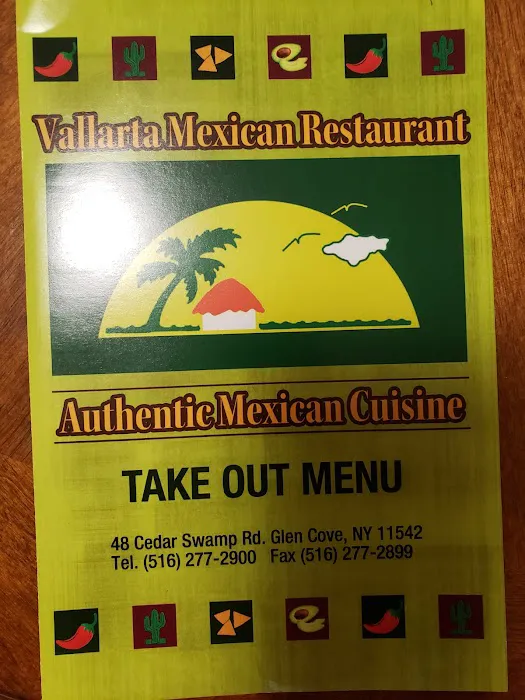 Vallarta Mexican Restaurant
Authentic Mexican Cuisine
TAKE OUT MENU
48 Cedar Swamp Rd. Glen Cove, NY 11542
Tel. (516) 277-2900 Fax (516) 277-2899